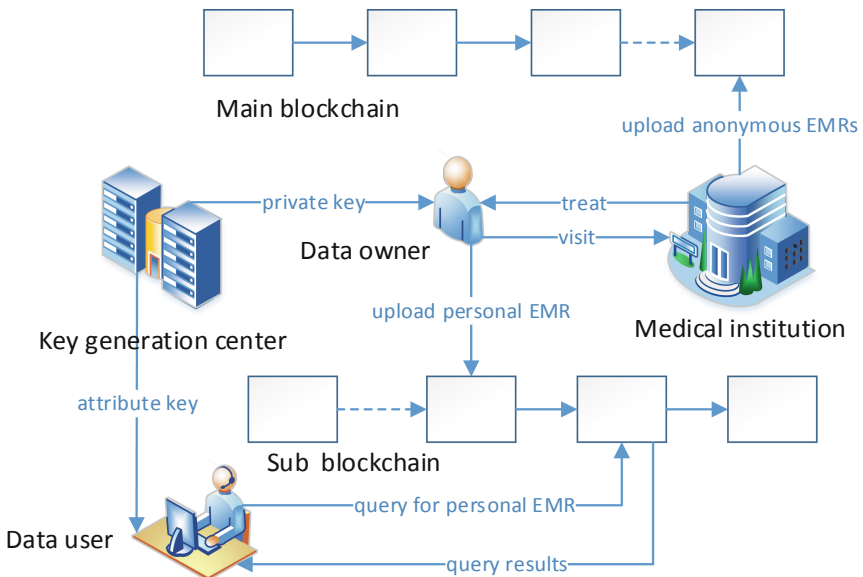 Main blockchain
upload anonymous EMRs
private key
treat
Data owner
visit
upload personal EMR
Medical institution
Key generation center
attribute key
Sub blockchain
query for personal EMR
Data user
query results